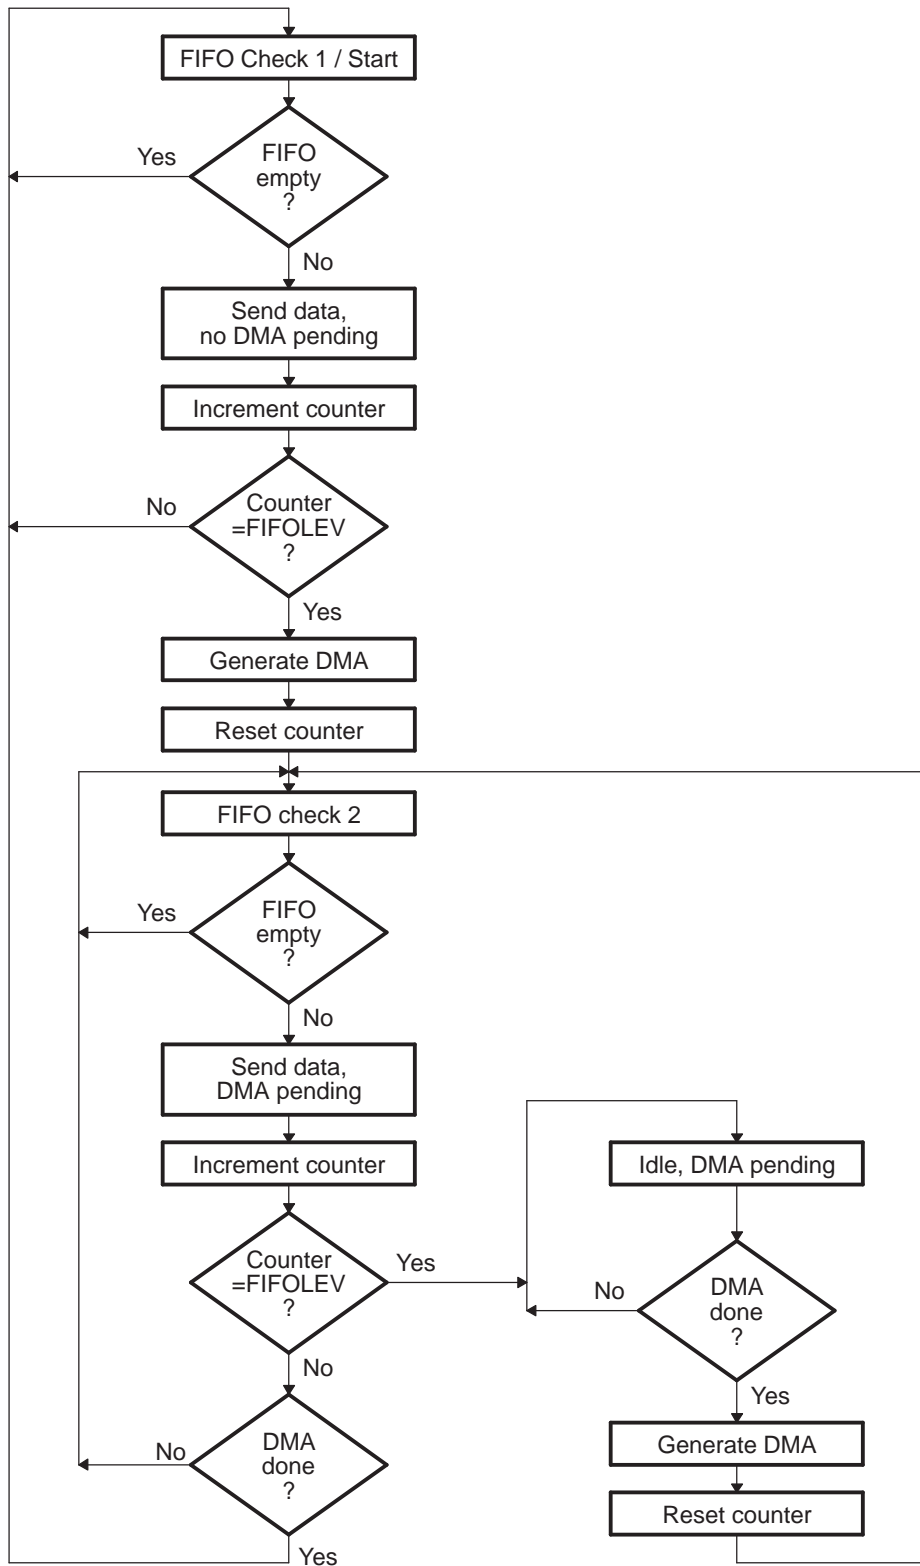 FIFO Check 1 / Start
FIFO
empty
?
Yes
No
Send data,
no DMA pending
Increment counter
Counter
=FIFOLEV
?
No
Yes
Generate DMA
Reset counter
FIFO check 2
FIFO
empty
?
Yes
No
Send data,
DMA pending
Increment counter
Counter
=FIFOLEV
?
Yes
No
DMA
done
?
No
Yes
Idle, DMA pending
DMA
done
?
No
Yes
Generate DMA
Reset counter